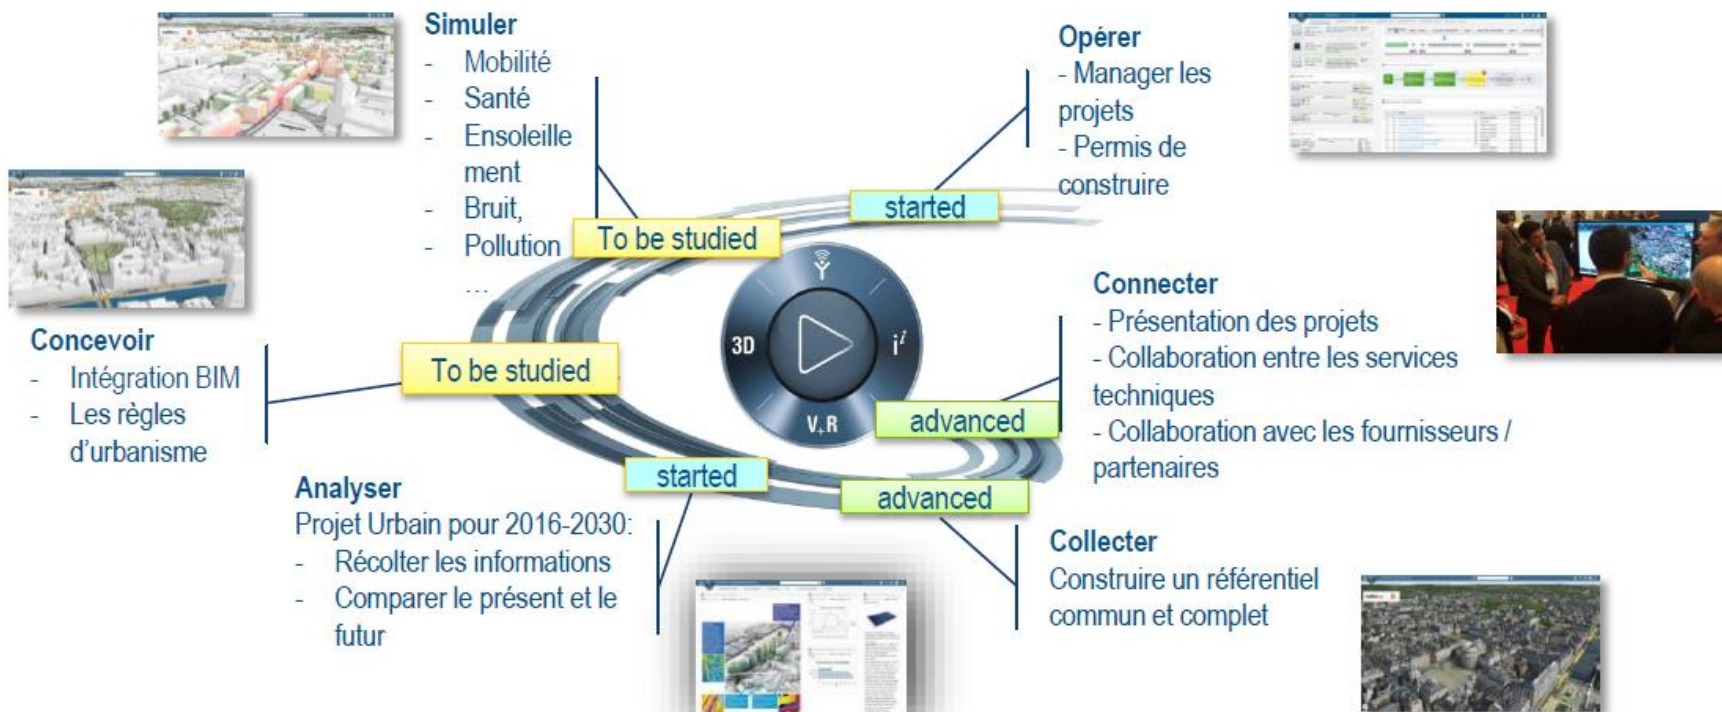 Simuler
- Mobilité
- Santé
- Ensoleille
ment
- Bruit,
- Pollution
...
To be studied
Opérer
- Manager les
projets
- Permis de
construire
started
Concevoir
- Intégration BIM
- Les règles
d'urbanisme
To be studied
3D
i²
V+R
Connecter
- Présentation des projets
- Collaboration entre les services
techniques
- Collaboration avec les fournisseurs /
partenaires
advanced
Analyser
Projet Urbain pour 2016-2030:
- Récolter les informations
- Comparer le présent et le
futur
started
advanced
Collecter
Construire un référentiel
commun et complet